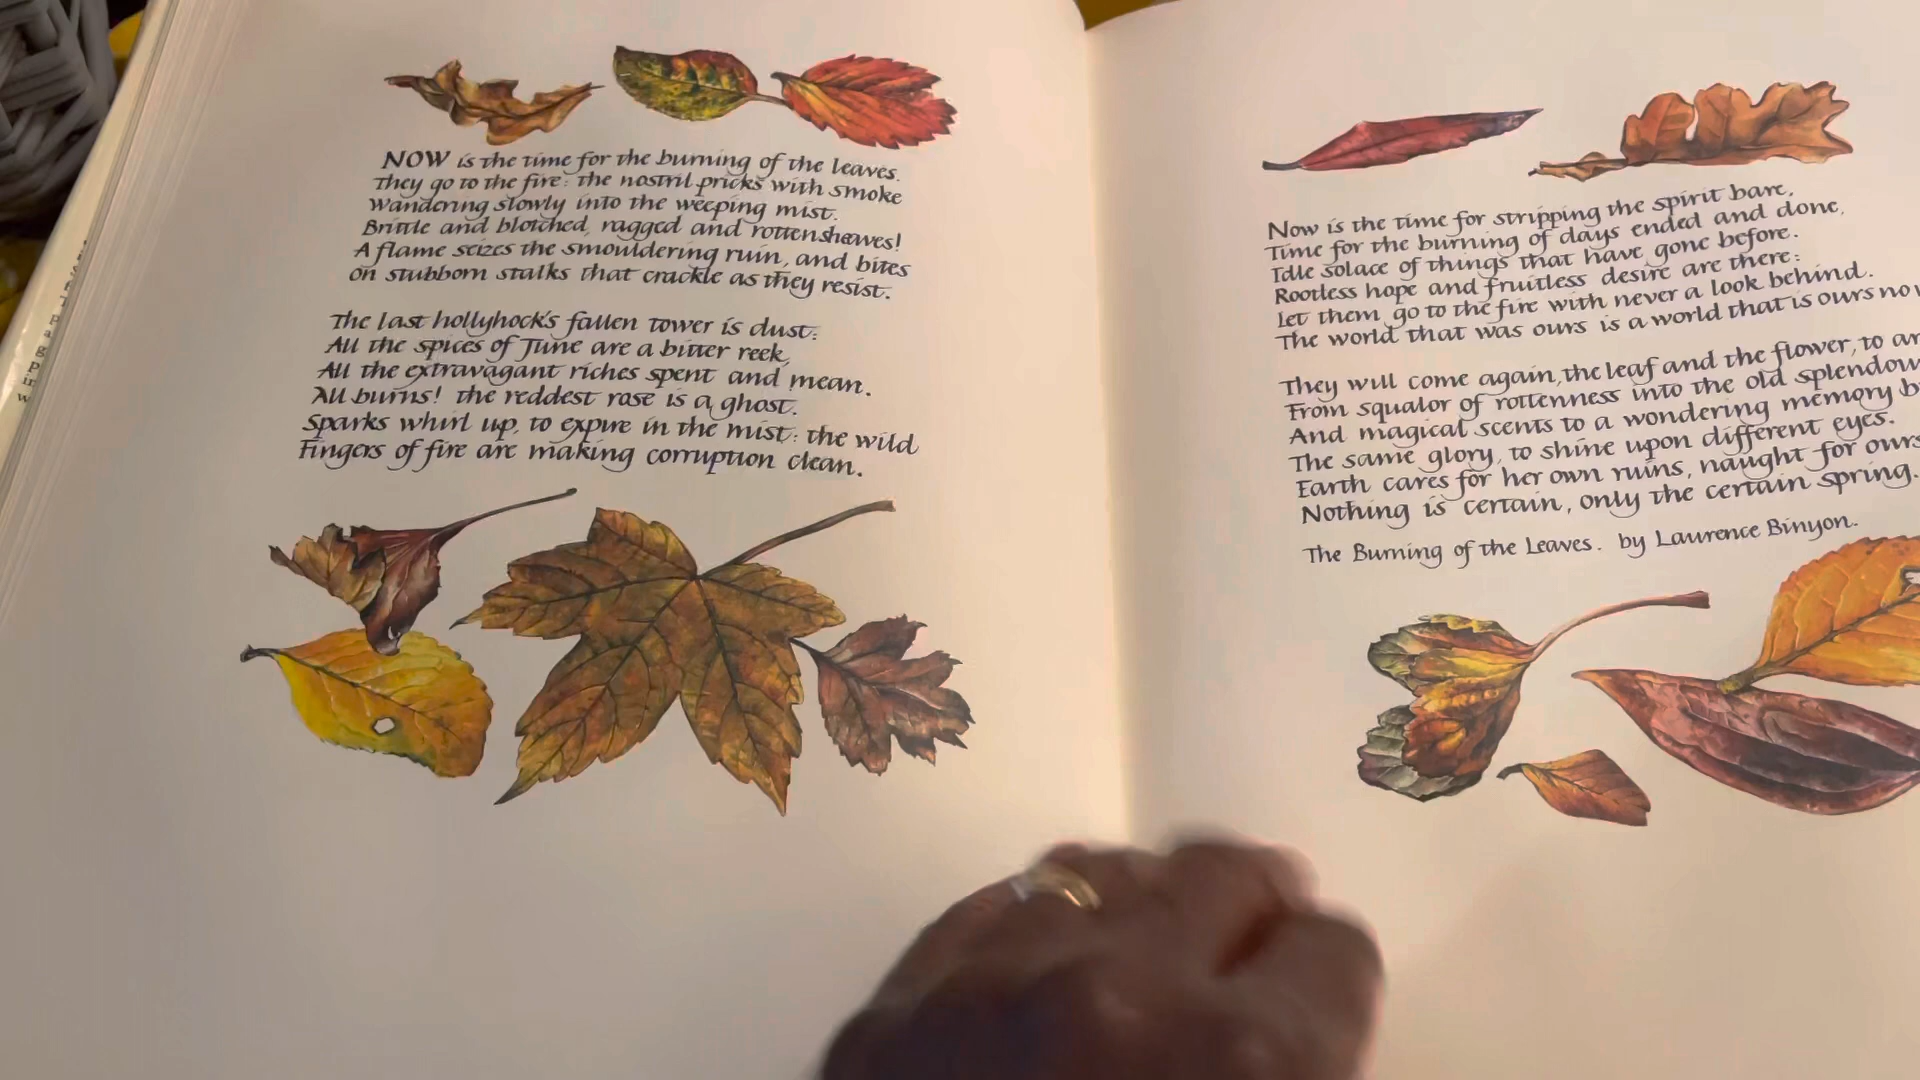 NOW is the time for the burning of the leaves.
They go to the fire: the nostril pricks with smoke
Wandering slowly into the weeping mist.
Brittle and blotched, ragged and rotten sheaves!
A flame seizes the smouldering ruin, and bites
on stubborn stalks that crackle as they resist.
The last hollyhock's fallen tower is dust:
All the spices of June are a bitter reek,
All the extravagant riches spent and mean.
All burns! the reddest rose is a ghost.
Sparks whirl up, to expire in the mist: the wild
Fingers of fire are making corruption clean.
Now is the time for stripping the spirit bare,
Time for the burning of days ended and done,
Idle solace of things that have gone before.
Rootless hope and fruitless desire are there:
Let them go to the fire with never a look behind.
The world that was ours is a world that is ours no
They will come again, the leaf and the flower, to
From squalor of rottenness into the old splendour
And magical scents to a wondering memory
The same glory, to shine upon different eyes.
Earth cares for her own ruins, naught for ours
Nothing is certain, only the certain spring.
The Burning of the Leaves. by Laurence Binyon.